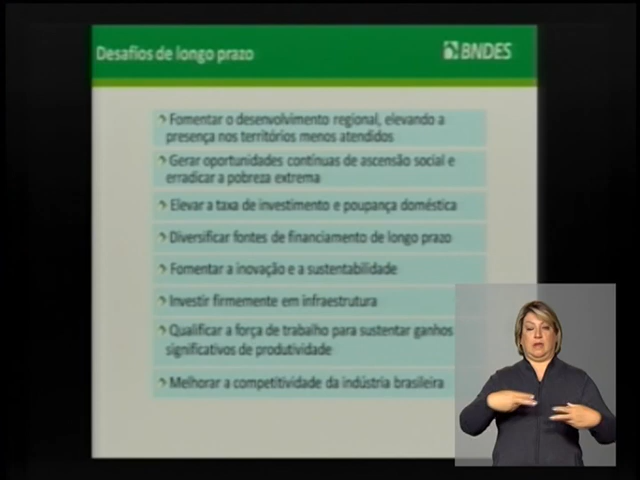 Desafios de longo prazo
BNDES
Fomentar o desenvolvimento regional, elevando a
presença nos territórios menos atendidos
Gerar oportunidades contínuas de ascensão social e
erradicar a pobreza extrema
Elevar a taxa de investimento e poupança doméstica
Diversificar fontes de financiamento de longo prazo
Fomentar a inovação e a sustentabilidade
Investir firmemente em infraestrutura
Qualificar a força de trabalho para sustentar ganhos
significativos de produtividade
Melhorar a competitividade da indústria brasileira